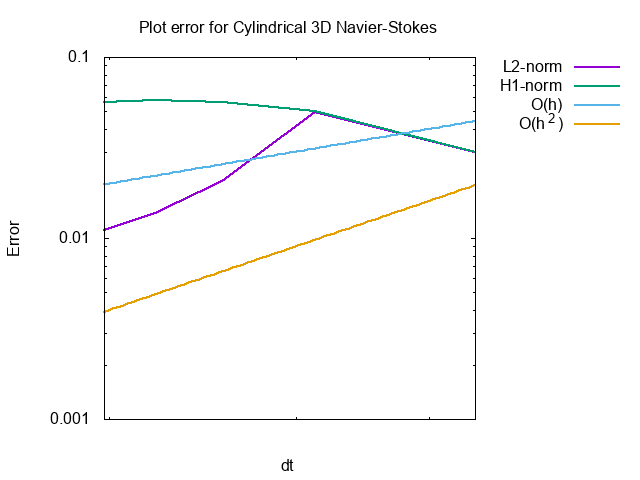 Plot error for Cylindrical 3D Navier-Stokes
0.1
0.01
0.001
Error
dt
L2-norm
H1-norm
O(h)
O(h²)